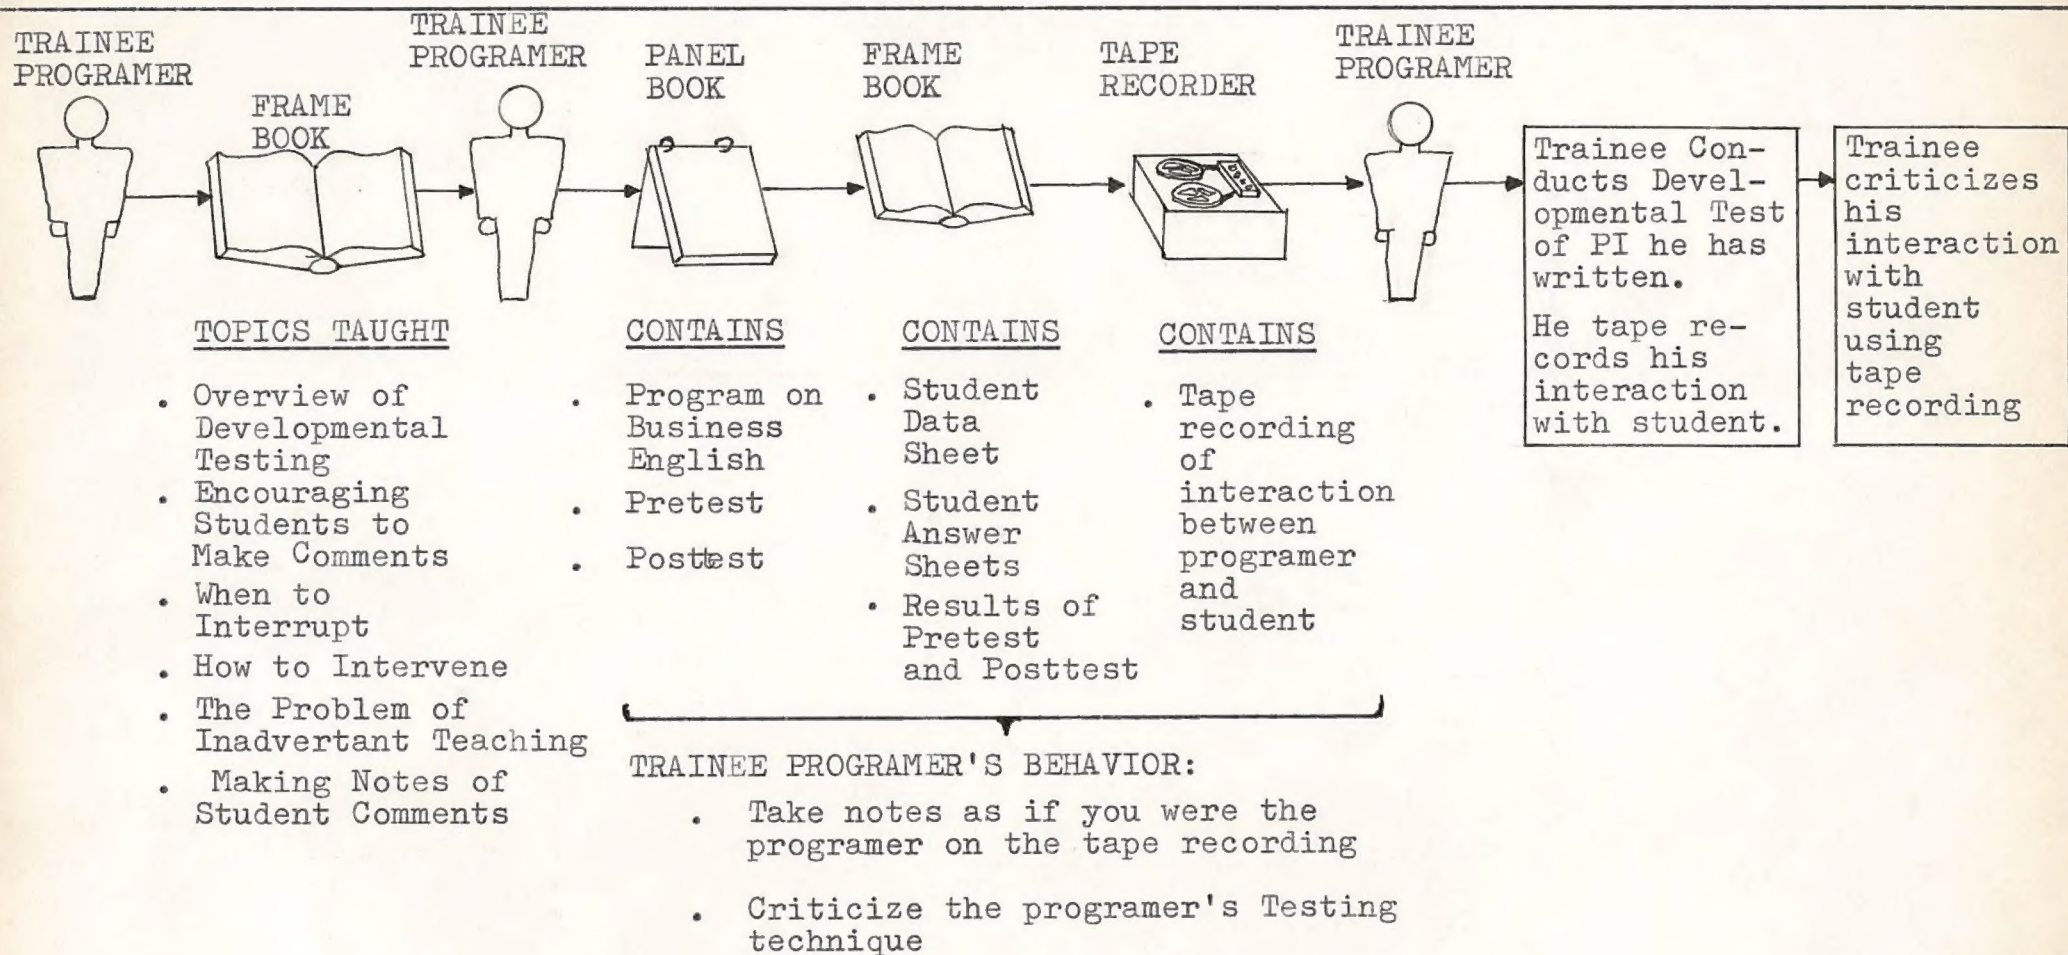 TRAINEE
PROGRAMER
FRAME
BOOK
TRAINEE
PROGRAMER
PANEL
BOOK
FRAME
BOOK
TAPE
RECORDER
TRAINEE
PROGRAMER
Trainee Con-
ducts Devel-
opmental Test
of PI he has
written.
He tape re-
cords his
interaction
with student.
Trainee
criticizes
his
interaction
with
student
using
tape
recording
TOPICS TAUGHT
. Overview of
Developmental
Testing
. Encouraging
Students to
Make Comments
. When to
Interrupt
. How to Intervene
. The Problem of
Inadvertant Teaching
. Making Notes of
Student Comments
CONTAINS
. Program on
Business
English
. Pretest
. Posttest
CONTAINS
. Student
Data
Sheet
. Student
Answer
Sheets
. Results of
Pretest
and Posttest
CONTAINS
. Tape
recording
of
interaction
between
programer
and
student
TRAINEE PROGRAMER'S BEHAVIOR:
. Take notes as if you were the
programer on the tape recording
. Criticize the programer's Testing
technique